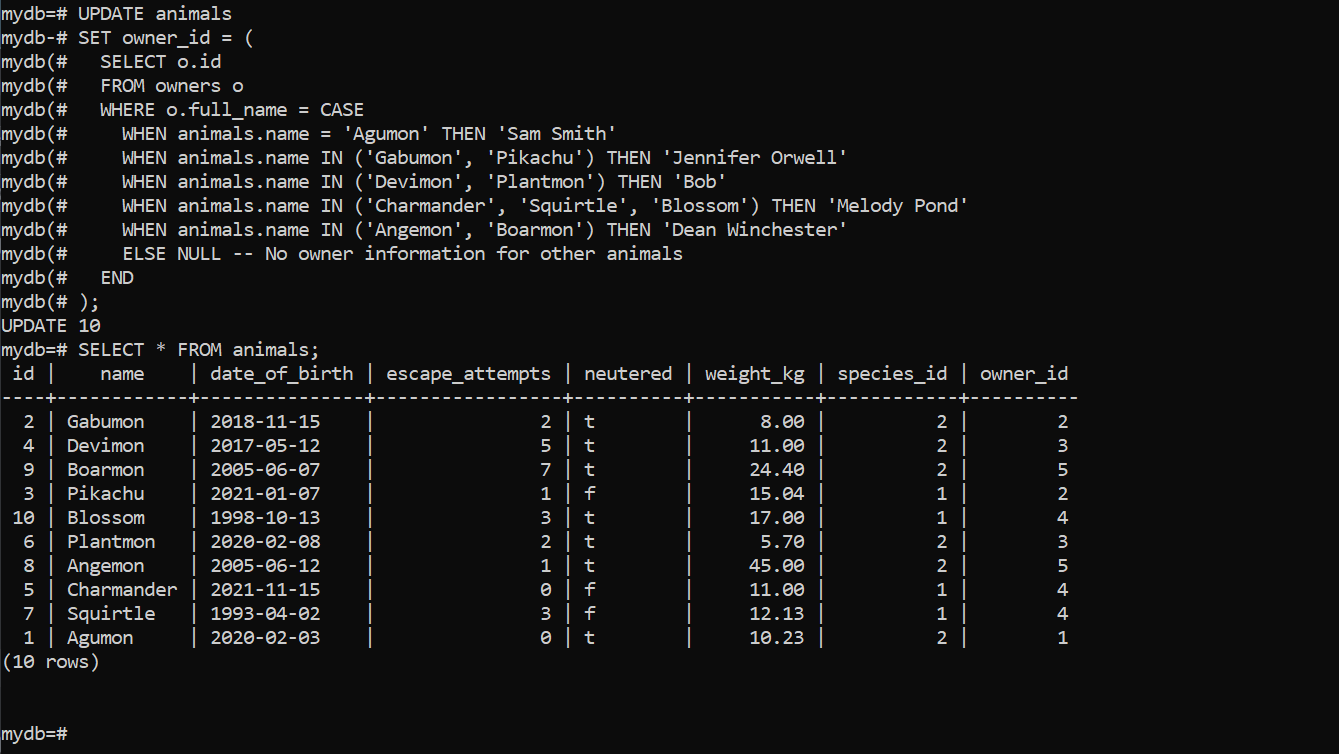 mydb=# UPDATE animals
mydb-# SET owner_id = (
mydb(#   SELECT o.id
mydb(#   FROM owners o
mydb(#   WHERE o.full_name = CASE
mydb(#     WHEN animals.name = 'Agumon' THEN 'Sam Smith'
mydb(#     WHEN animals.name IN ('Gabumon', 'Pikachu') THEN 'Jennifer Orwell'
mydb(#     WHEN animals.name IN ('Devimon', 'Plantmon') THEN 'Bob'
mydb(#     WHEN animals.name IN ('Charmander', 'Squirtle', 'Blossom') THEN 'Melody Pond'
mydb(#     WHEN animals.name IN ('Angemon', 'Boarmon') THEN 'Dean Winchester'
mydb(#     ELSE NULL -- No owner information for other animals
mydb(#   END
mydb(# );
UPDATE 10
mydb=# SELECT * FROM animals;
 id |    name    | date_of_birth | escape_attempts | neutered | weight_kg | species_id | owner_id
----+------------+---------------+-----------------+----------+-----------+------------+----------
  2 | Gabumon    | 2018-11-15    |               2 | t        |      8.00 |          2 |        2
  4 | Devimon    | 2017-05-12    |               5 | t        |     11.00 |          2 |        3
  9 | Boarmon    | 2005-06-07    |               7 | t        |     24.40 |          2 |        5
  3 | Pikachu    | 2021-01-07    |               1 | f        |     15.04 |          1 |        2
 10 | Blossom    | 1998-10-13    |               3 | t        |     17.00 |          1 |        4
  6 | Plantmon   | 2020-02-08    |               2 | t        |      5.70 |          2 |        3
  8 | Angemon    | 2005-06-12    |               1 | t        |     45.00 |          2 |        5
  5 | Charmander | 2021-11-15    |               0 | f        |     11.00 |          1 |        4
  7 | Squirtle   | 1993-04-02    |               3 | f        |     12.13 |          1 |        4
  1 | Agumon     | 2020-02-03    |               0 | t        |     10.23 |          2 |        1
(10 rows)
mydb=#